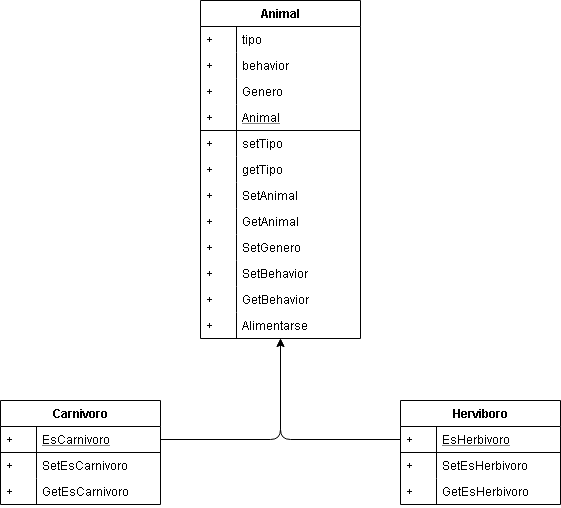 Animal
+ tipo
+ behavior
+ Genero
+ Animal
+ setTipo
+ getTipo
+ SetAnimal
+ GetAnimal
+ SetGenero
+ SetBehavior
+ GetBehavior
+ Alimentarse
Carnivoro
+ EsCarnivoro
+ SetEsCarnivoro
+ GetEsCarnivoro
Herviboro
+ EsHerbivoro
+ SetEsHerbivoro
+ GetEsHerbivoro